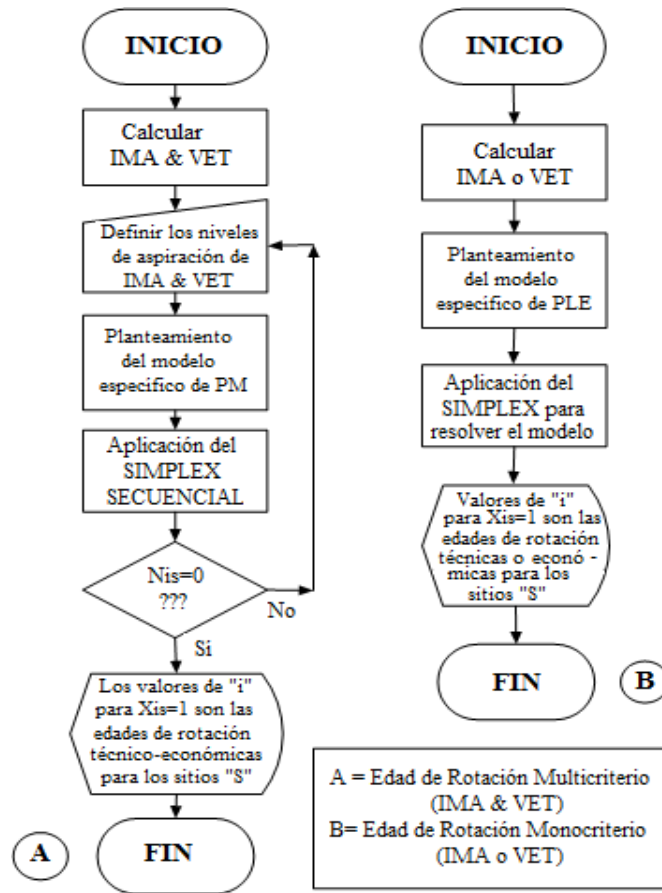 INICIO
Calcular
IMA & VET
Definir los niveles
de aspiración de
IMA & VET
Planteamiento
del modelo
especifico de PM
Aplicación del
SIMPLEX
SECUENCIAL
Nis=0
???
No
Si
Los valores de "i"
para Xis=1 son las
edades de rotación
técnico-económicas
para los sitios "S"
A
FIN
INICIO
Calcular
IMA o VET
Planteamiento
del modelo
especifico de PLE
Aplicación del
SIMPLEX para
resolver el modelo
Valores de "i"
para Xis=1 son las
edades de rotación
técnicas o econó -
micas para los
sitios "S"
FIN
B
A = Edad de Rotación Multicriterio
(IMA & VET)
B= Edad de Rotación Monocriterio
(IMA o VET)